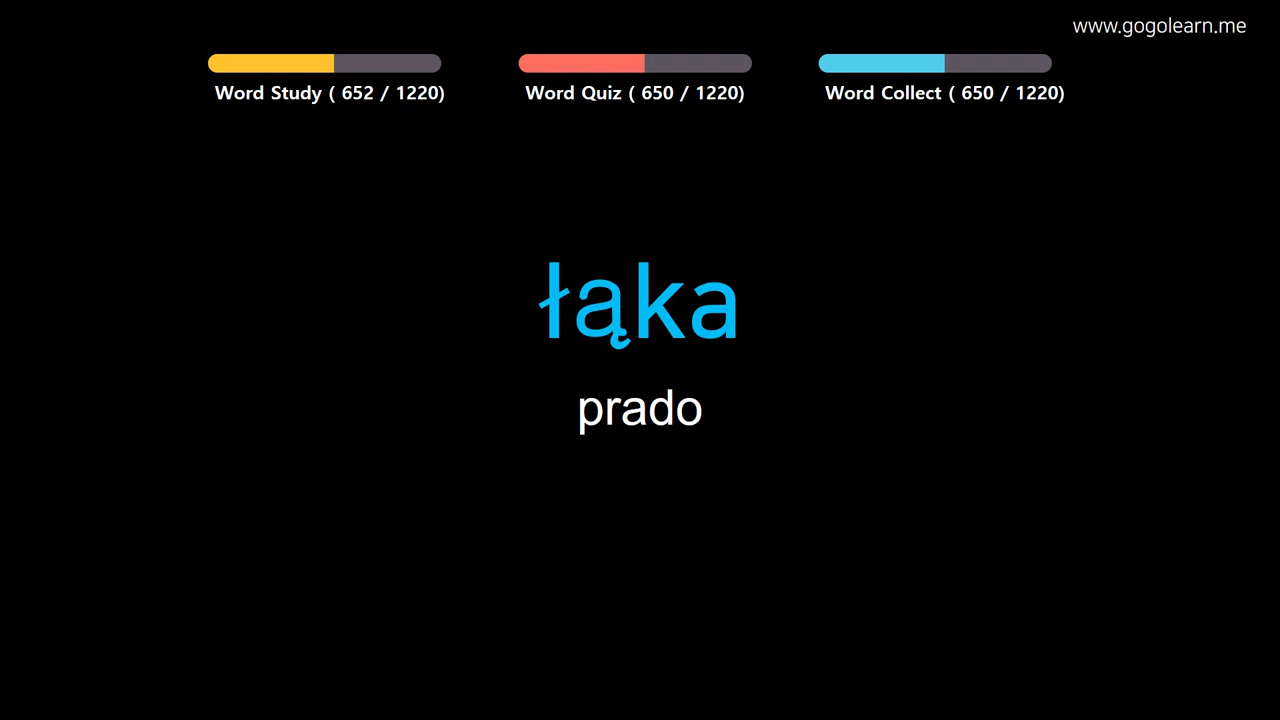 www.gogolearn.me
Word Study ( 652 / 1220)
Word Quiz ( 650 / 1220)
Word Collect ( 650 / 1220)
łąka
prado